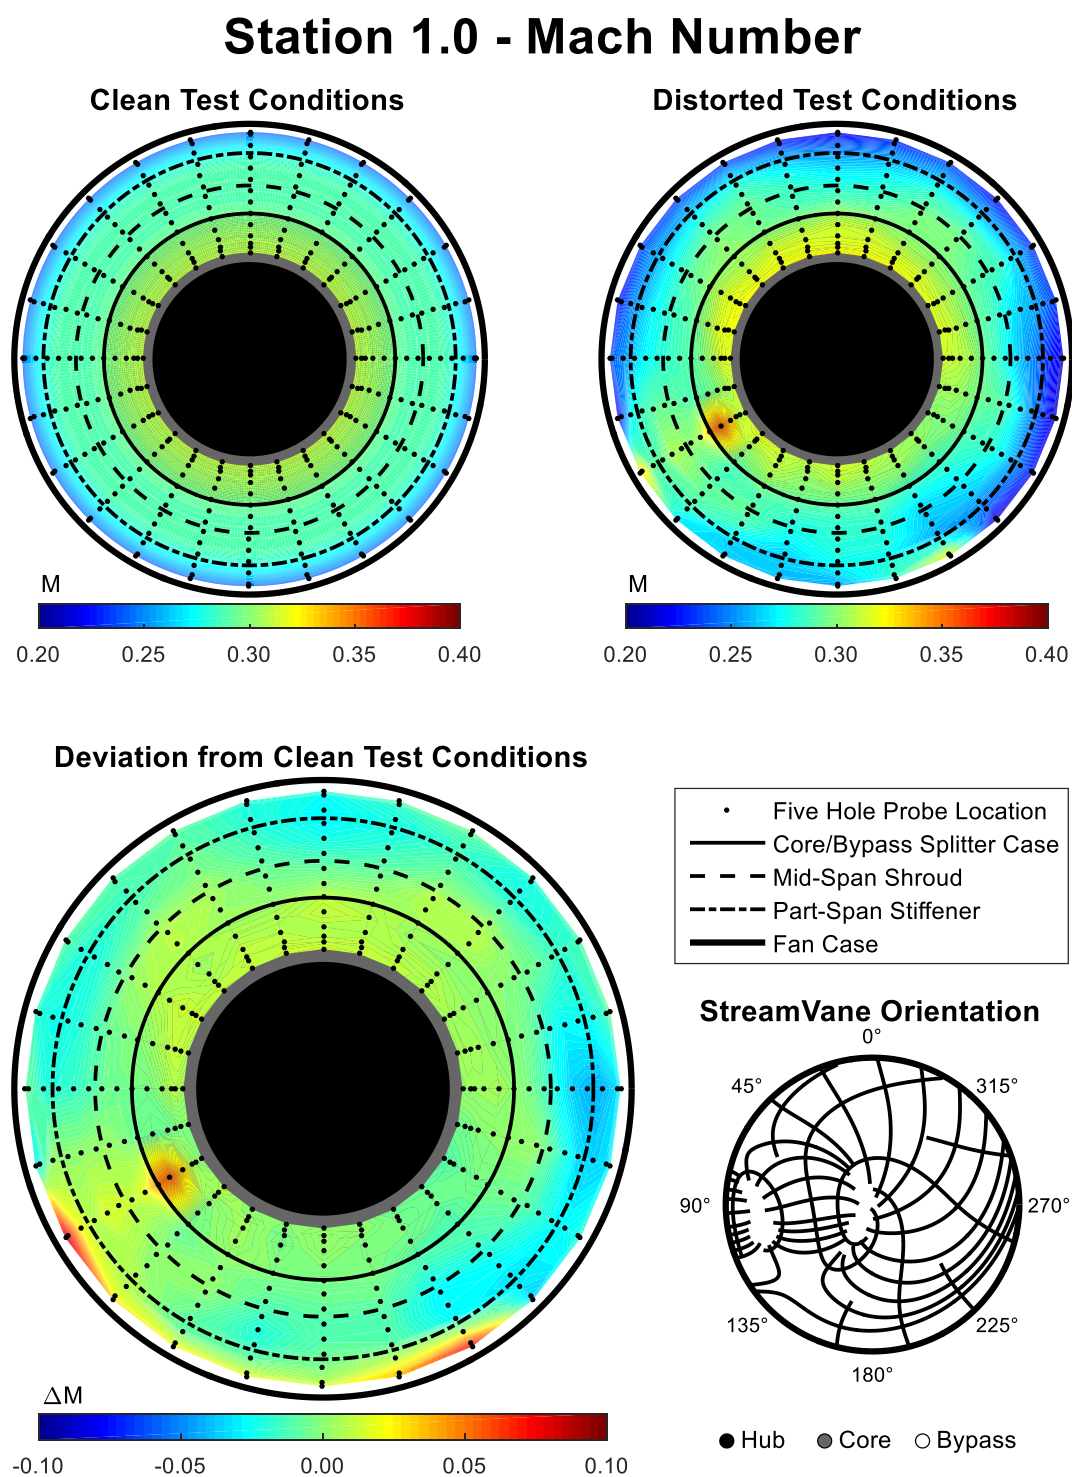 Station 1.0 - Mach Number
Clean Test Conditions
Distorted Test Conditions
M
0.20 0.25 0.30 0.35 0.40
M
0.20 0.25 0.30 0.35 0.40
Deviation from Clean Test Conditions
Five Hole Probe Location
Core/Bypass Splitter Case
Mid-Span Shroud
Part-Span Stiffener
Fan Case
StreamVane Orientation
0°
45° 315°
90° 270°
135° 225°
180°
ΔM
-0.10 -0.05 0.00 0.05 0.10
Hub Core Bypass